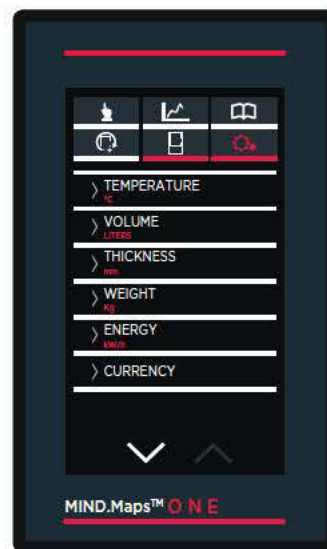 TEMPERATURE
°C
VOLUME
LITERS
THICKNESS
mm
WEIGHT
Kg
ENERGY
kW/h
CURRENCY
MIND.Maps™ ONE